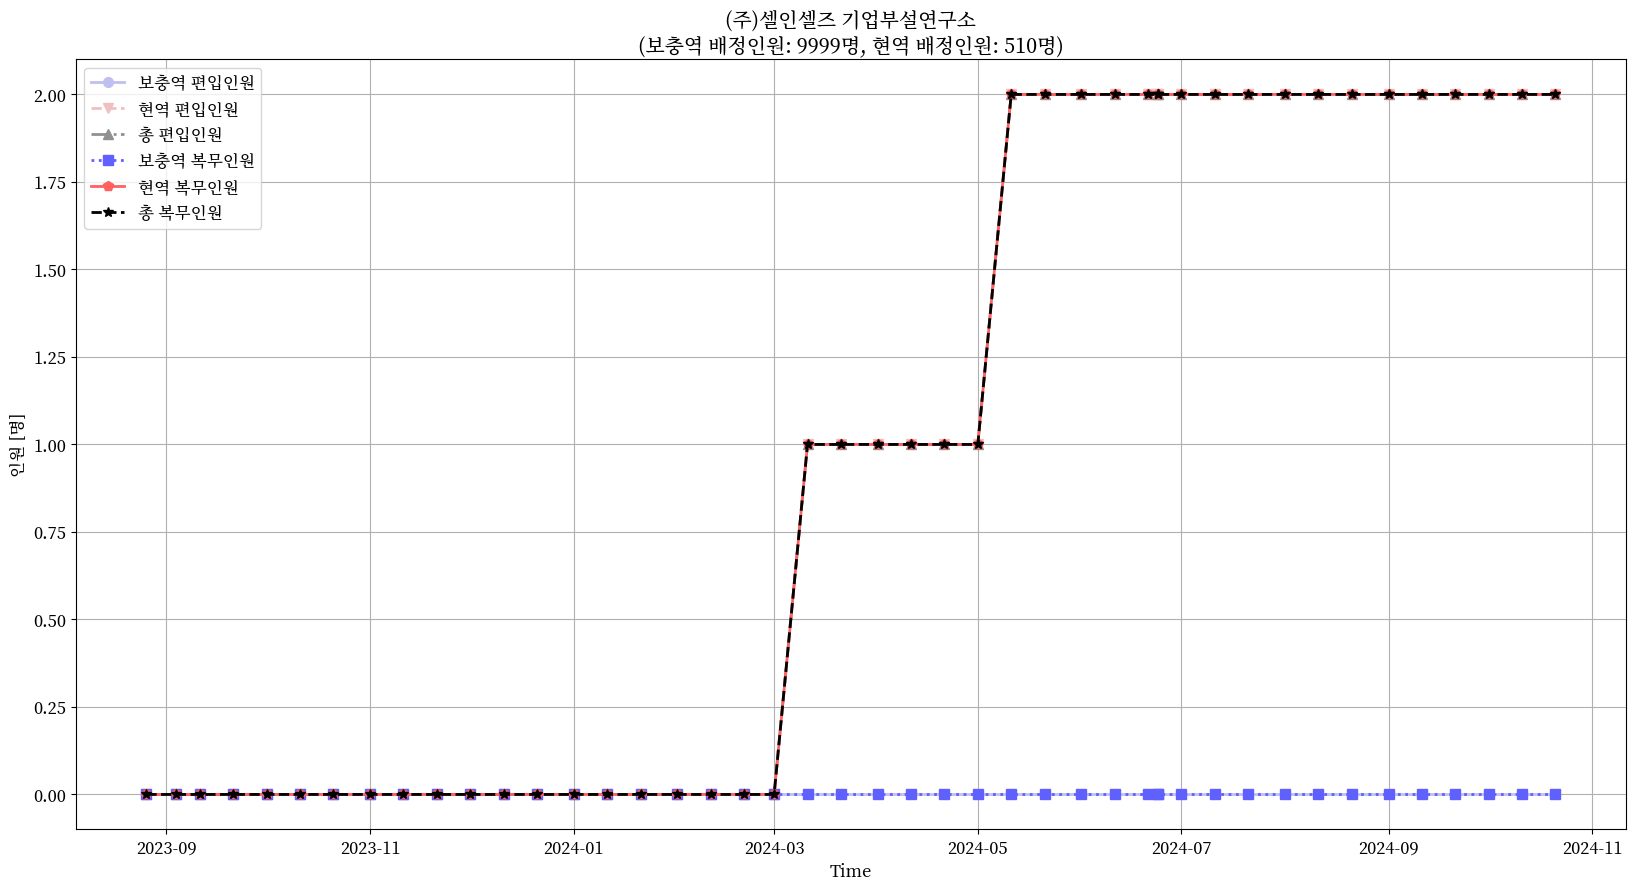 (주)셀인셀즈 기업부설연구소
(보충역 배정인원: 9999명, 현역 배정인원: 510명)
보충역 편입인원
현역 편입인원
총 편입인원
보충역 복무인원
현역 복무인원
총 복무인원
2.00
1.75
1.50
1.25
1.00
0.75
0.50
0.25
0.00
인원 [명]
2023-09
2023-11
2024-01
2024-03
2024-05
2024-07
2024-09
2024-11
Time